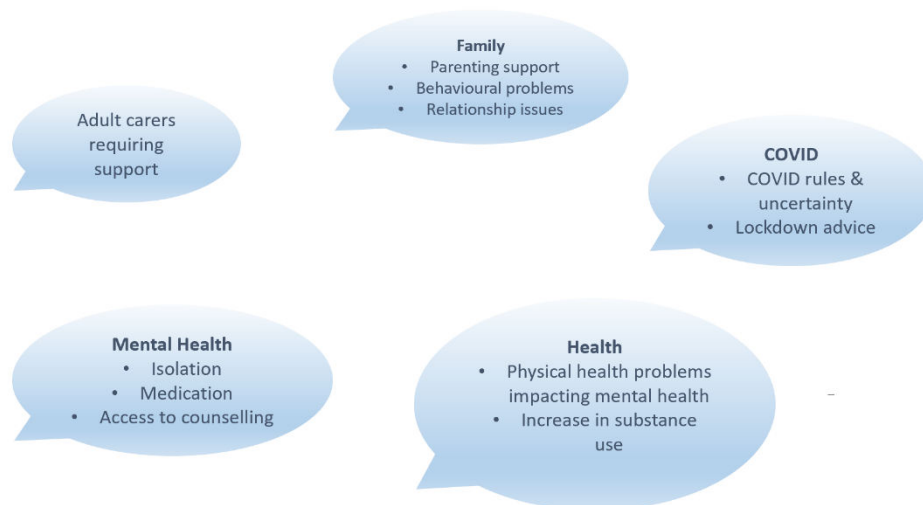 Family
• Parenting support
• Behavioural problems
• Relationship issues
Adult carers
requiring
support
COVID
• COVID rules &
uncertainty
• Lockdown advice
Mental Health
• Isolation
• Medication
• Access to counselling
Health
• Physical health problems
impacting mental health
• Increase in substance
use
–